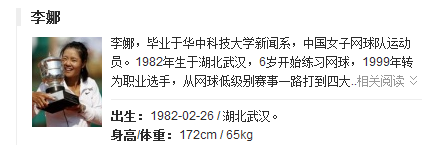 李娜
李娜，毕业于华中科技大学新闻系，中国女子网球队运动
员。1982年生于湖北武汉，6岁开始练习网球，1999年转
为职业选手，从网球低级别赛事一路打到四大..相关阅读
出生：1982-02-26 / 湖北武汉。
身高/体重：172cm / 65kg